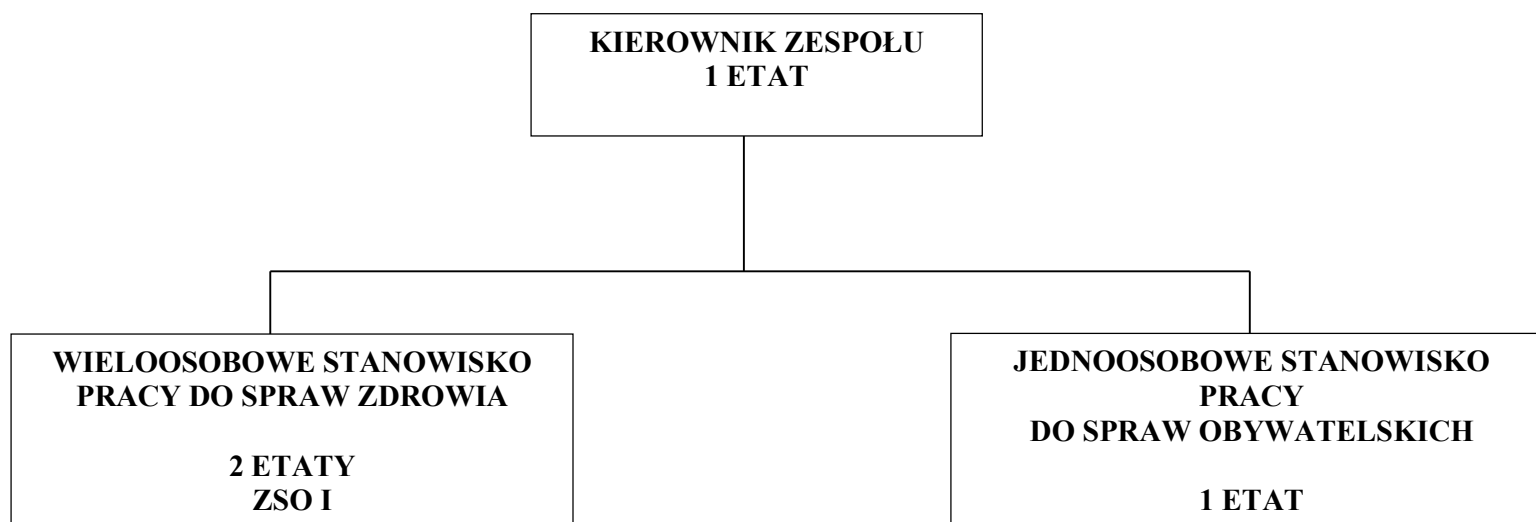 KIEROWNIK ZESPOŁU
1 ETAT
WIELOOSOBOWE STANOWISKO
PRACY DO SPRAW ZDROWIA
2 ETATY
ZSO I
JEDNOOSOBOWE STANOWISKO
PRACY
DO SPRAW OBYWATELSKICH
1 ETAT